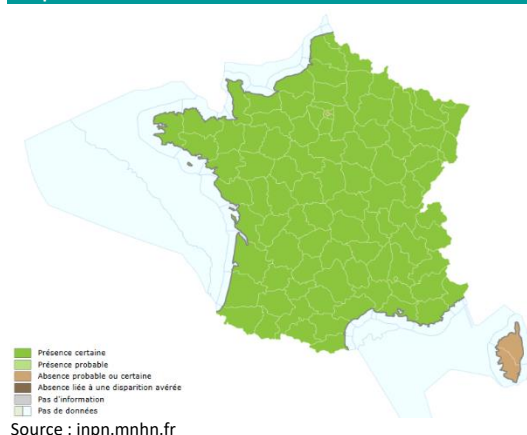 Présence certaine
Présence probable
Absence probable ou certaine
Absence liée à une disparition avérée
Pas d'information
Pas de données
Source : inpn.mnhn.fr